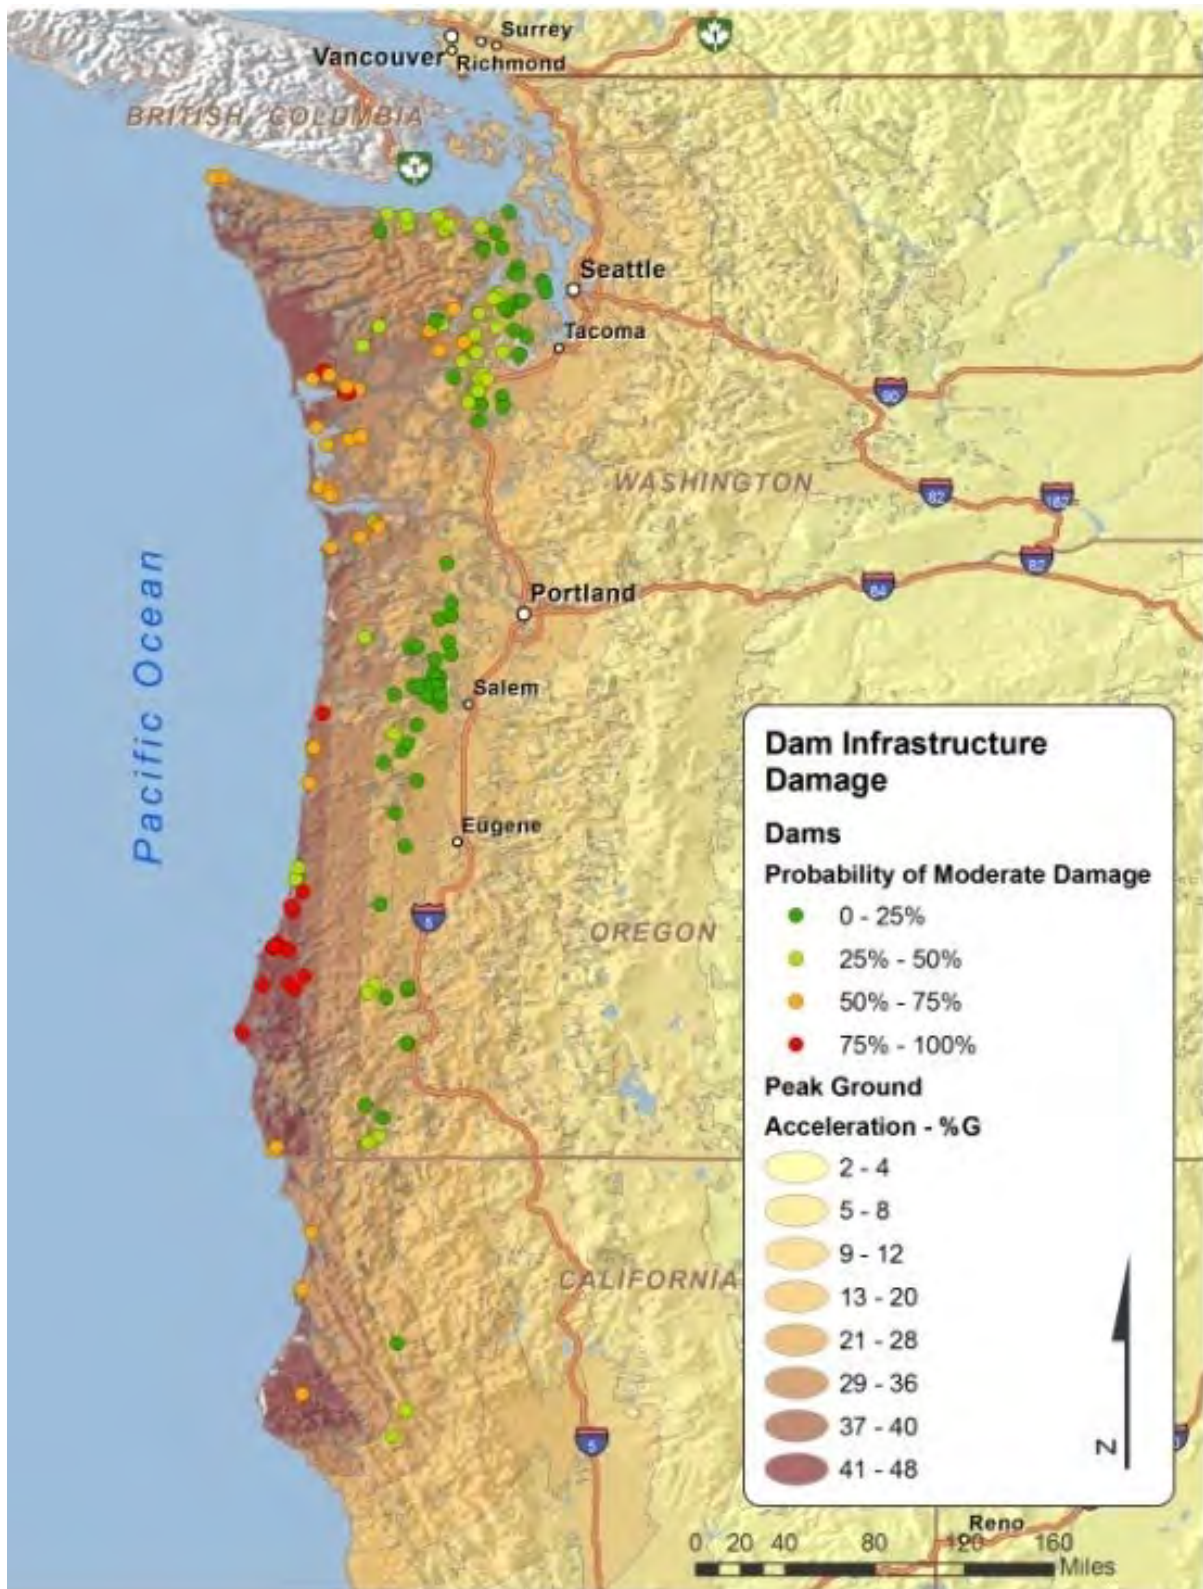 Surrey
Vancouver
Richmond
BRITISH COLUMBIA
1
1
Seattle
Tacoma
90
WASHINGTON
82
182
82
84
Portland
Pacific Ocean
Salem
Eugene
5
OREGON
CALIFORNIA
5
Dam Infrastructure
Damage
Dams
Probability of Moderate Damage
0 - 25%
25% - 50%
50% - 75%
75% - 100%
Peak Ground
Acceleration - %G
2 - 4
5 - 8
9 - 12
13 - 20
21 - 28
29 - 36
37 - 40
41 - 48
N
Reno
0 20 40 80 120 160
Miles